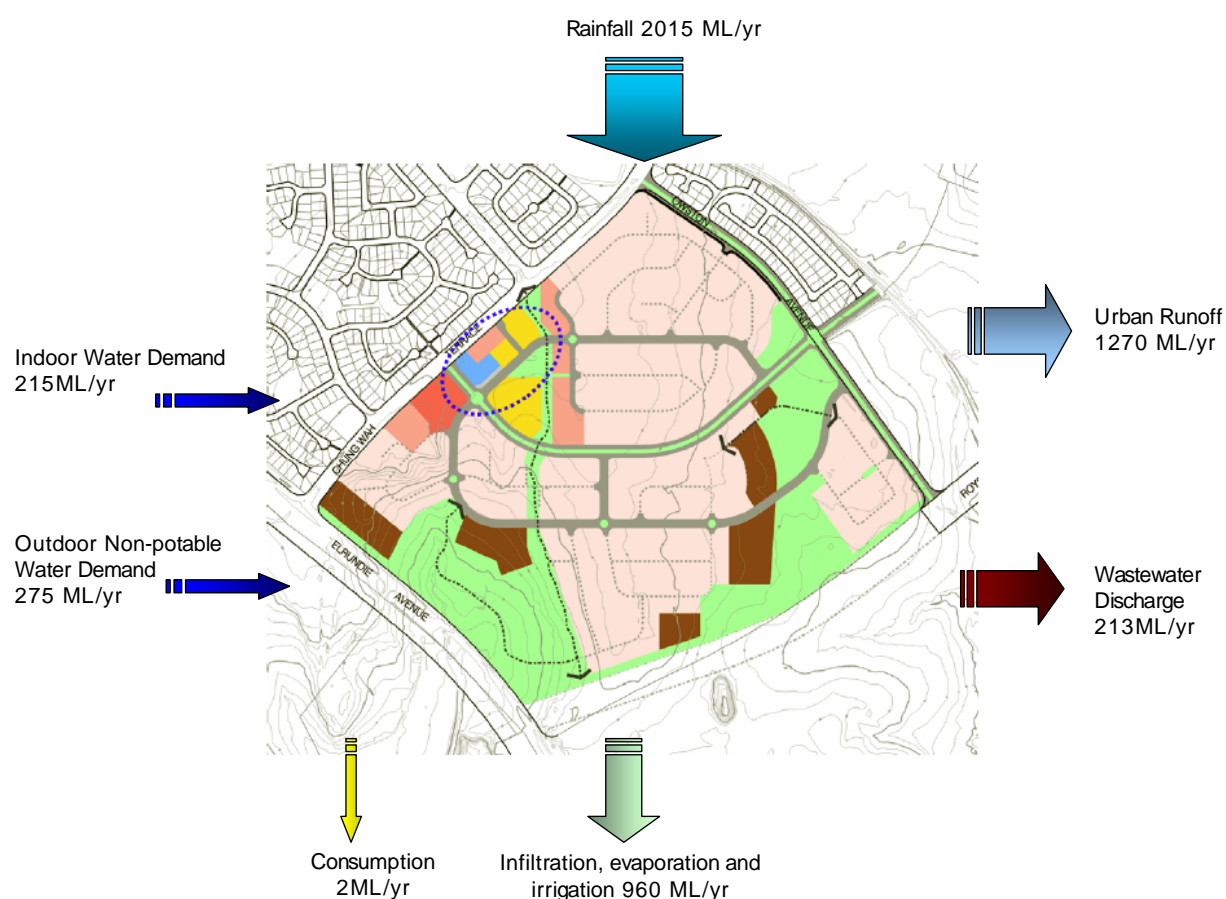 Rainfall 2015 ML/yr
CRYSTON
AVENUE
Urban Runoff
1270 ML/yr
TERRACE
Indoor Water Demand
215ML/yr
CHUNG WAH
Outdoor Non-potable
Water Demand
275 ML/yr
ELRUNDIE
AVENUE
Wastewater
Discharge
213ML/yr
Consumption
2ML/yr
Infiltration, evaporation and
irrigation 960 ML/yr